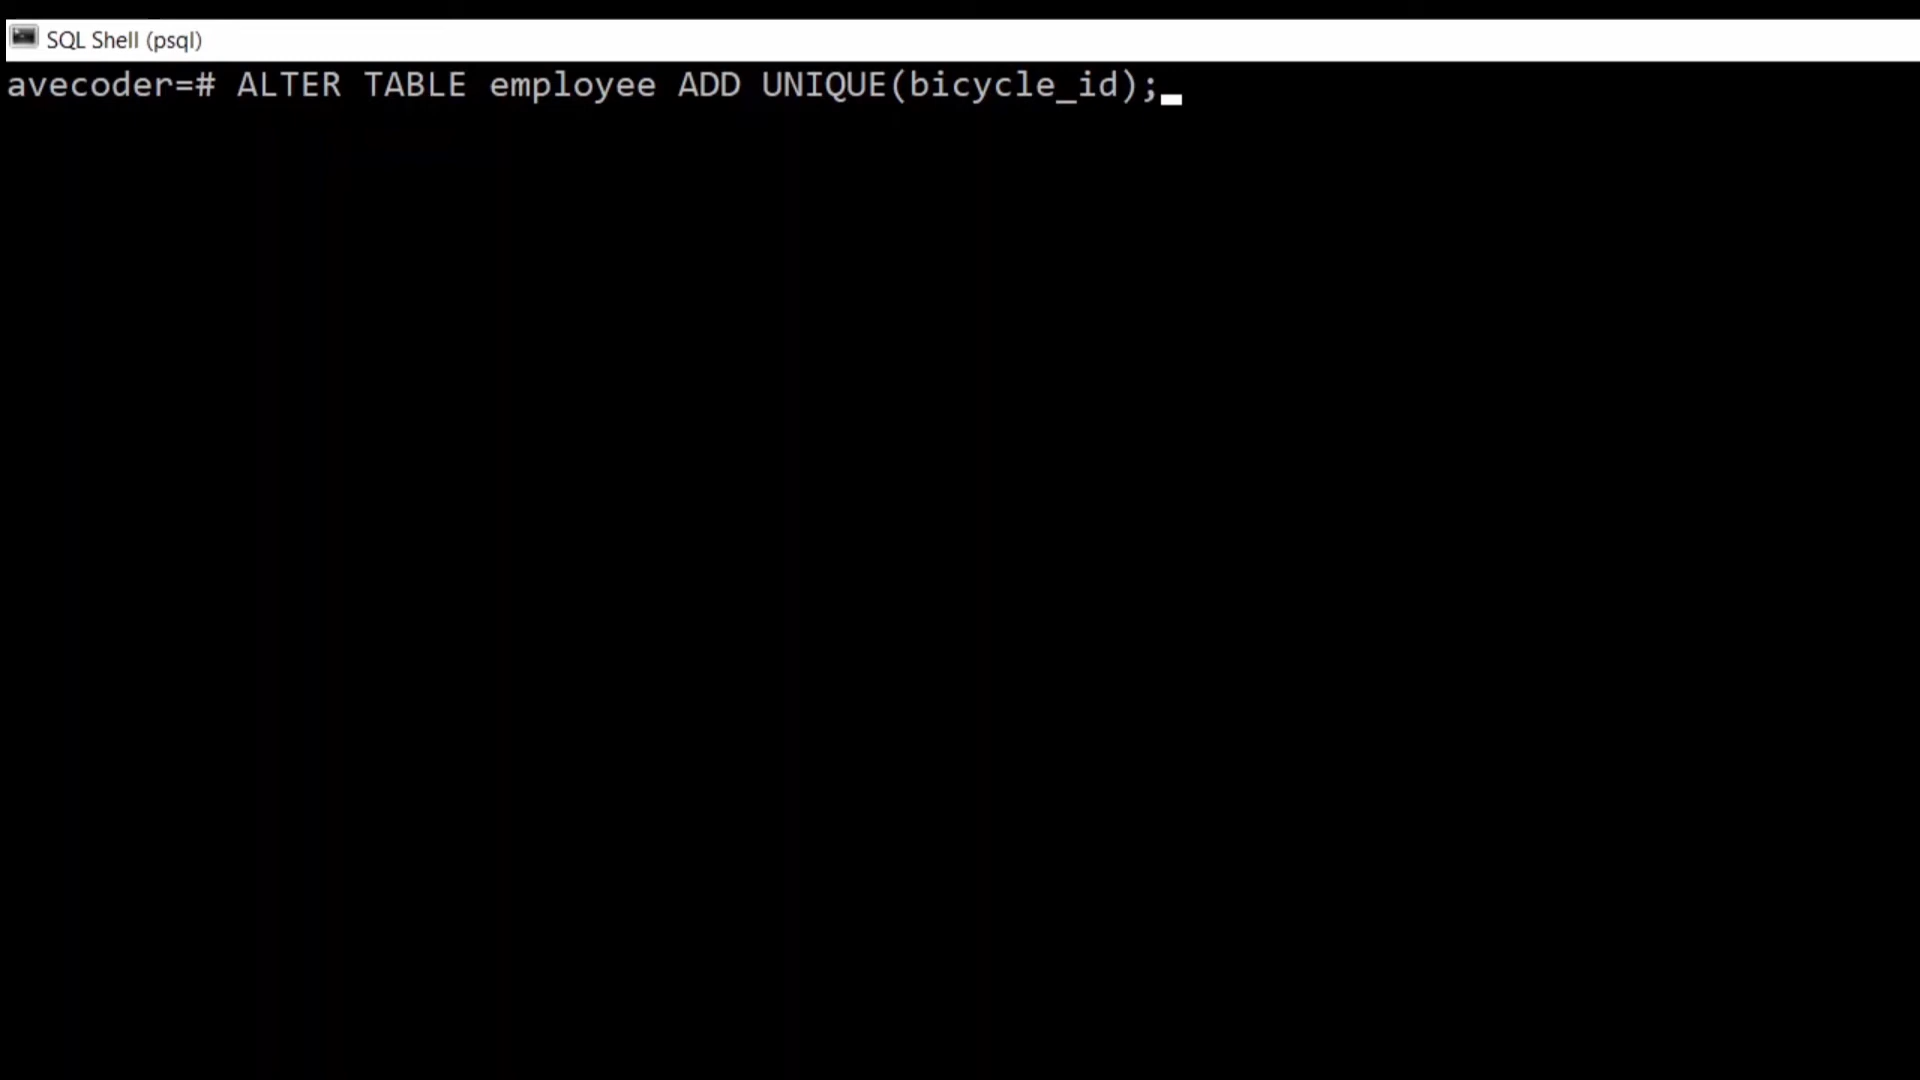 SQL Shell (psql)
avecoder=# ALTER TABLE employee ADD UNIQUE(bicycle_id);